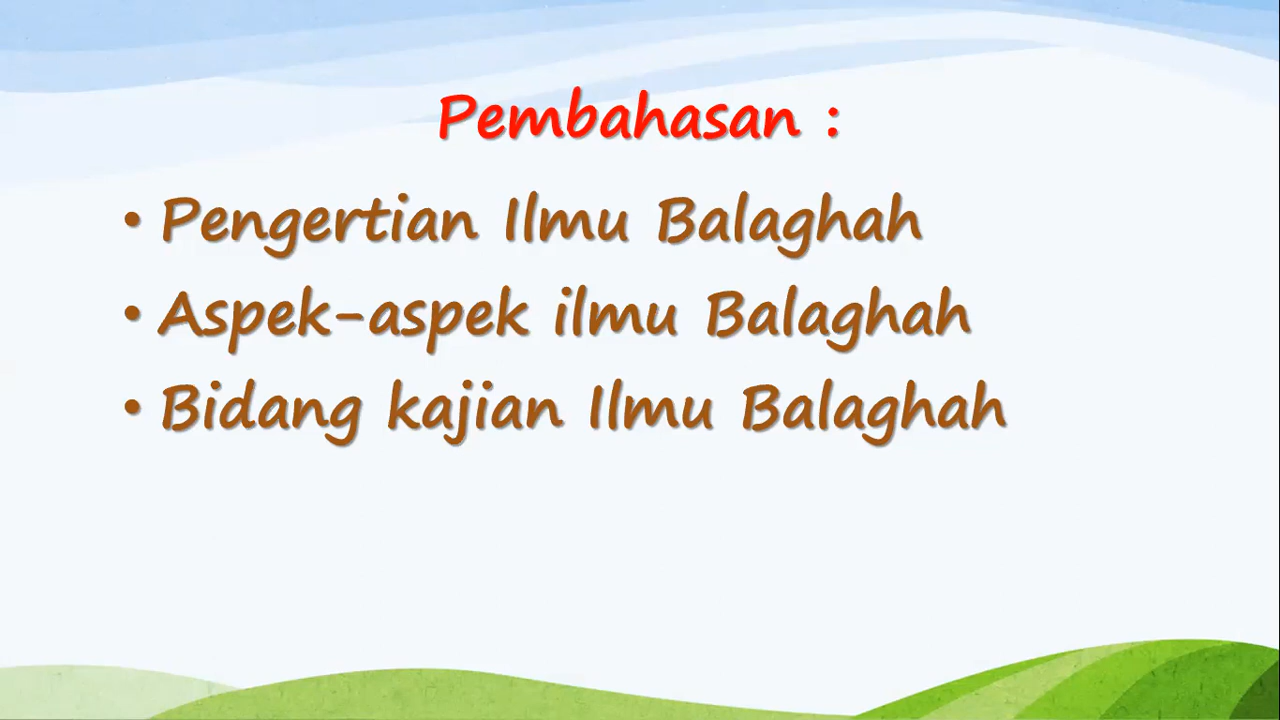 Pembahasan :
• Pengertian Ilmu Balaghah
• Aspek-aspek ilmu Balaghah
• Bidang kajian Ilmu Balaghah